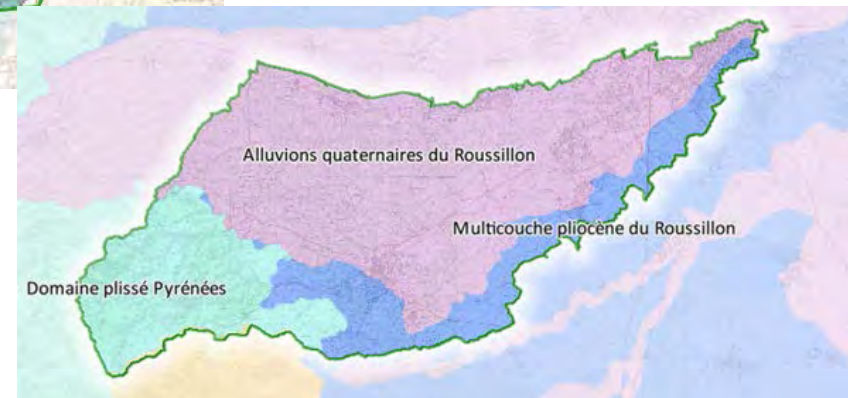 Alluvions quaternaires du Roussillon
Multicouche pliocène du Roussillon
Domaine plissé Pyrénées